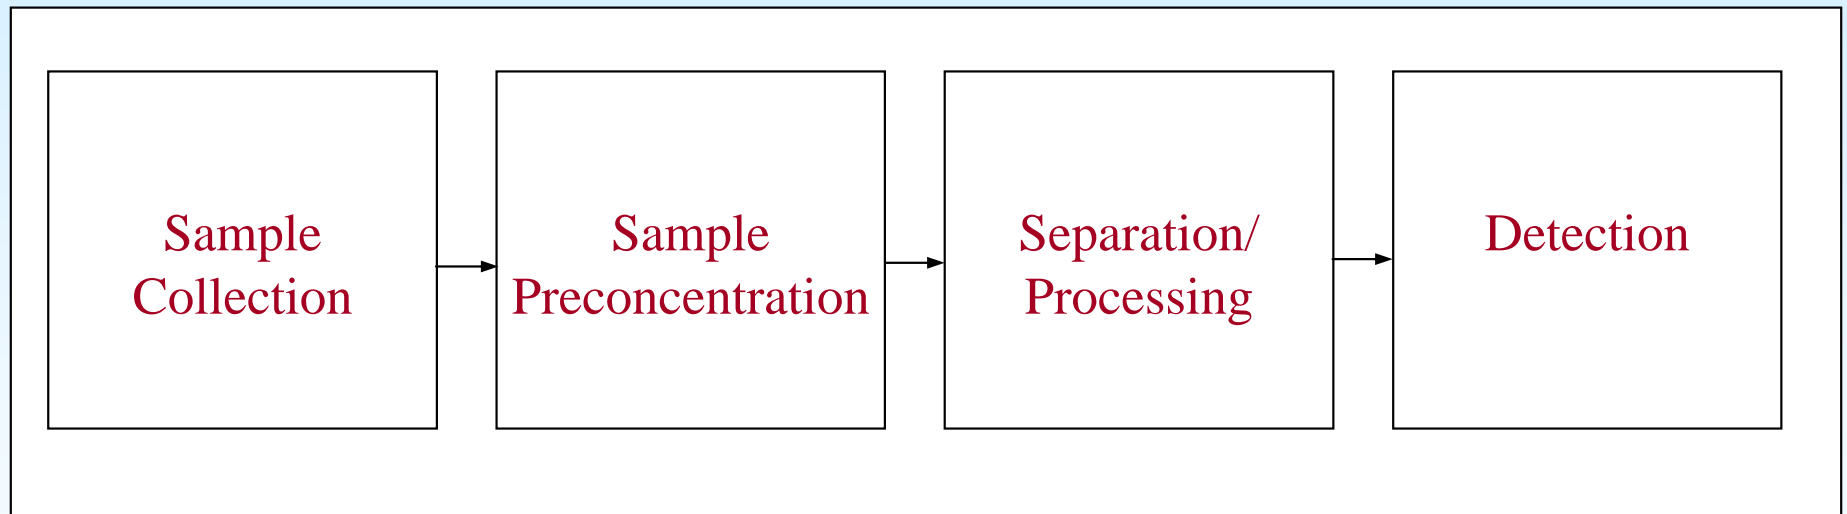 Sample
Collection
Sample
Preconcentration
Separation/
Processing
Detection